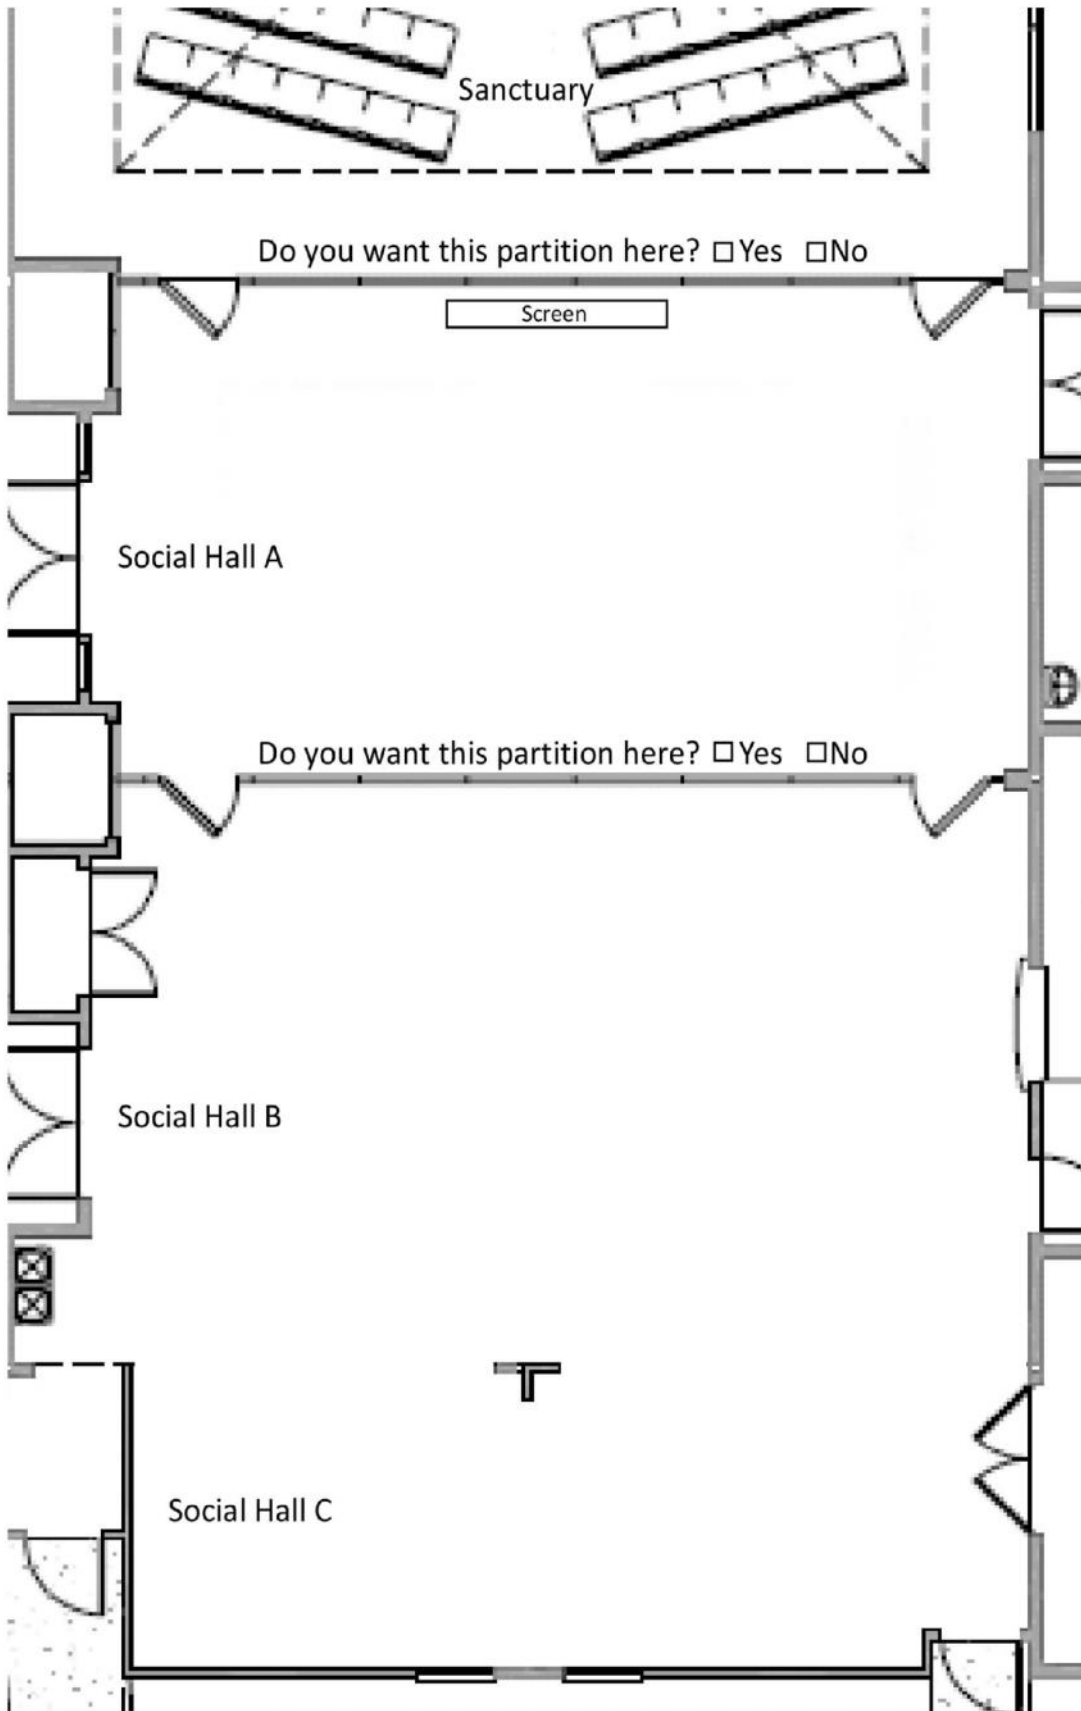 Sanctuary
Do you want this partition here? □Yes □No
Screen
Social Hall A
Do you want this partition here? □Yes □No
Social Hall B
Social Hall C